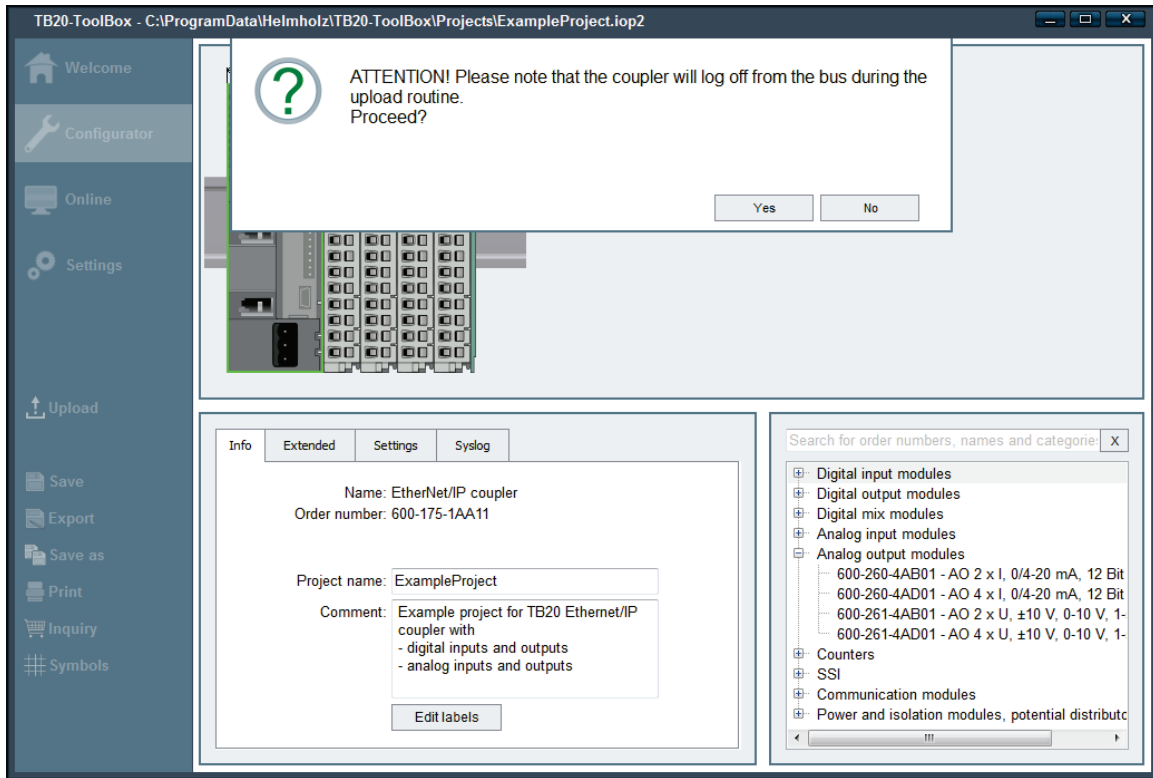 TB20-ToolBox - C:\ProgramData\Helmholz\TB20-ToolBox\Projects\ExampleProject.iop2
Welcome
Configurator
Online
Settings
Upload
Save
Export
Save as
Print
Inquiry
Symbols
ATTENTION! Please note that the coupler will log off from the bus during the
upload routine.
Proceed?
Yes No
Info Extended Settings Syslog
Name: EtherNet/IP coupler
Order number: 600-175-1AA11
Project name: ExampleProject
Comment: Example project for TB20 Ethernet/IP
coupler with
- digital inputs and outputs
- analog inputs and outputs
Edit labels
Search for order numbers, names and categories X
Digital input modules
Digital output modules
Digital mix modules
Analog input modules
Analog output modules
600-260-4AB01 - AO 2 x I, 0/4-20 mA, 12 Bit
600-260-4AD01 - AO 4 x I, 0/4-20 mA, 12 Bit
600-261-4AB01 - AO 2 x U, ±10 V, 0-10 V, 1-
600-261-4AD01 - AO 4 x U, ±10 V, 0-10 V, 1-
Counters
SSI
Communication modules
Power and isolation modules, potential distributo